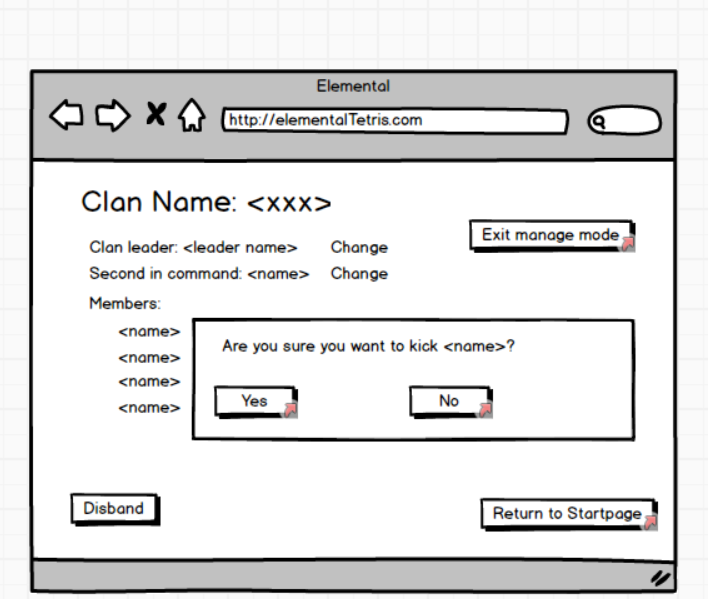 Elemental
http://elementalTetris.com
Clan Name: <xxx>
Exit manage mode
Clan leader: <leader name> Change
Second in command: <name> Change
Members:
<name>
<name>
<name>
<name>
Are you sure you want to kick <name>?
Yes No
Disband
Return to Startpage